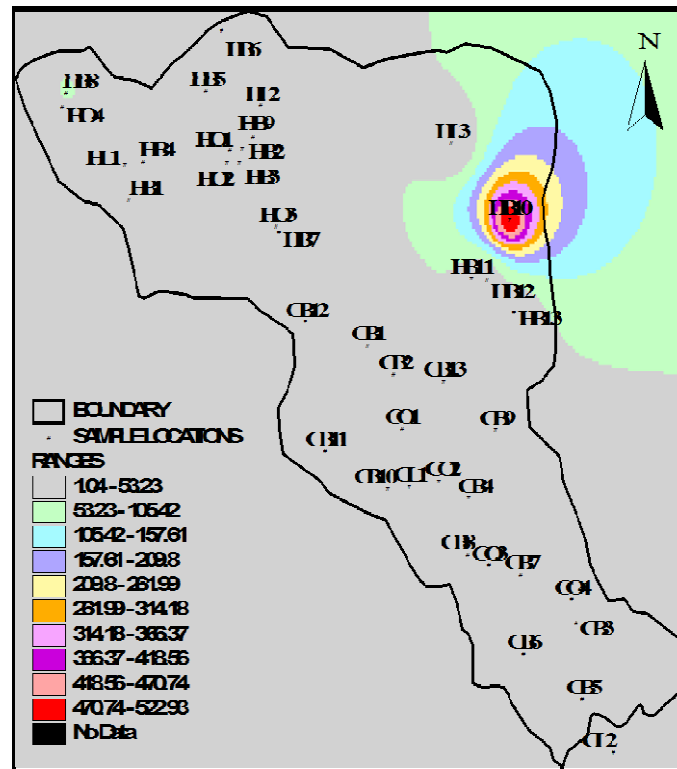 N
HB6
HB8
HB5
HO4
HL2
HB9
HO1
HB4
HL1
HB2
HL3
HO2
HB1
HB10
HO3
HB7
HB11
HB12
HB13
CB12
CB1
CB2
CB13
CO1
CB9
BOUNDARY
SAMPLE LOCATIONS
CB11
RANGES
CB10
CL1
CO2
CB4
1.04 - 53.23
53.23 - 105.42
105.42 - 157.61
157.61 - 209.8
CB8
CO3
CB7
209.8 - 261.99
CO4
261.99 - 314.18
314.18 - 366.37
CB3
366.37 - 418.56
CB6
418.56 - 470.74
CB5
470.74 - 522.93
No Data
CL2